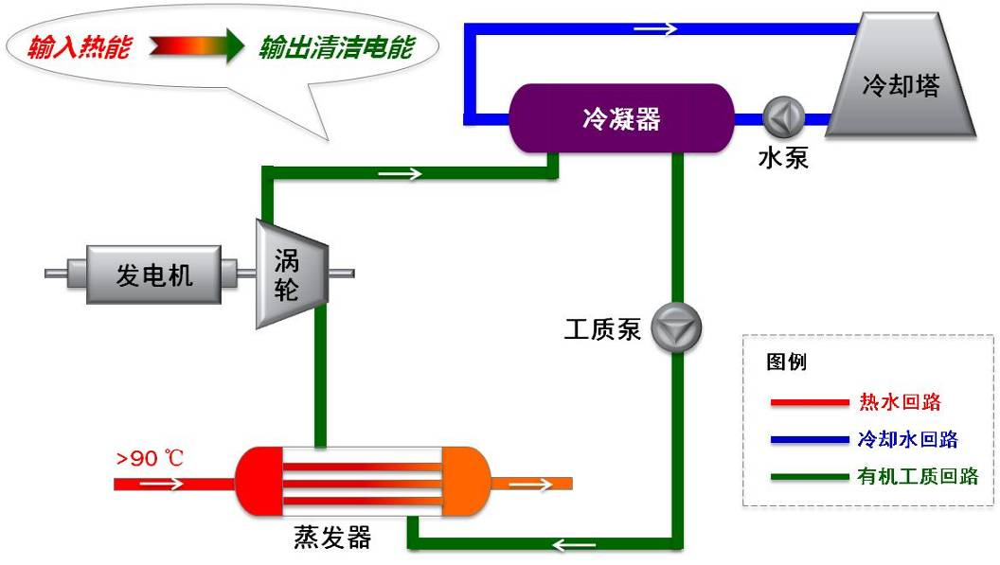 输入热能
输出清洁电能
冷凝器
冷却塔
水泵
发电机
涡轮
工质泵
图例
热水回路
冷却水回路
有机工质回路
>90 ℃
蒸发器